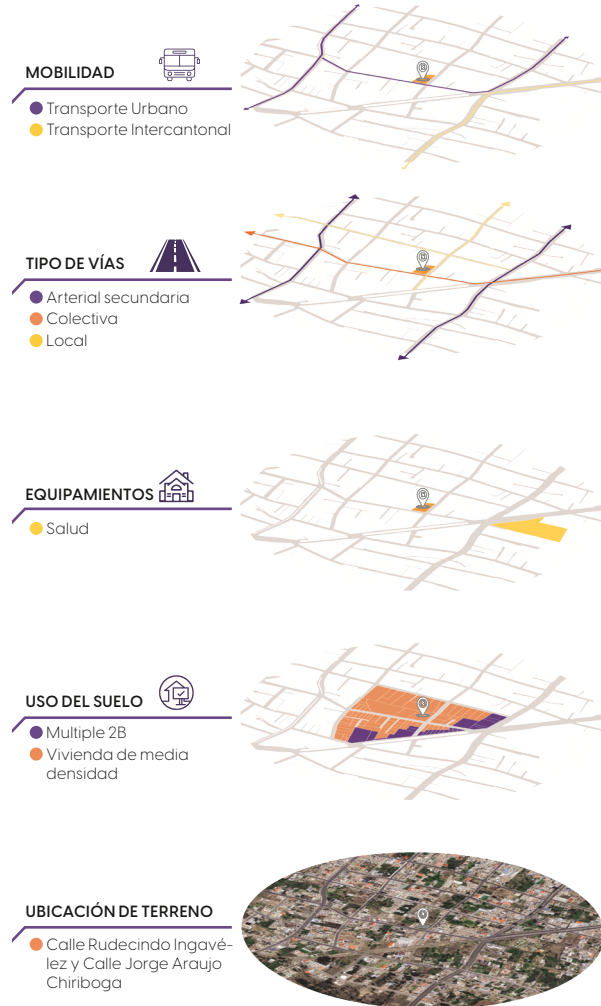 MOBILIDAD
Transporte Urbano
Transporte Intercantonal
TIPO DE VÍAS
Arterial secundaria
Colectiva
Local
EQUIPAMIENTOS
Salud
USO DEL SUELO
Multiple 2B
Vivienda de media
densidad
UBICACIÓN DE TERRENO
Calle Rudecindo Ingavé-
lez y Calle Jorge Araujo
Chiriboga